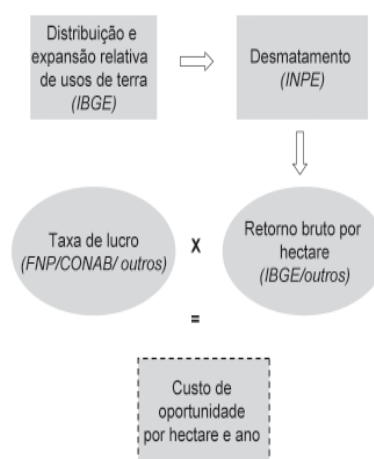 Distribuição e
expansão relativa
de usos de terra
(IBGE)
Desmatamento
(INPE)
Taxa de lucro
(FNP/CONAB/ outros)
X
Retorno bruto por
hectare
(IBGE/outros)
=
Custo de
oportunidade
por hectare e ano